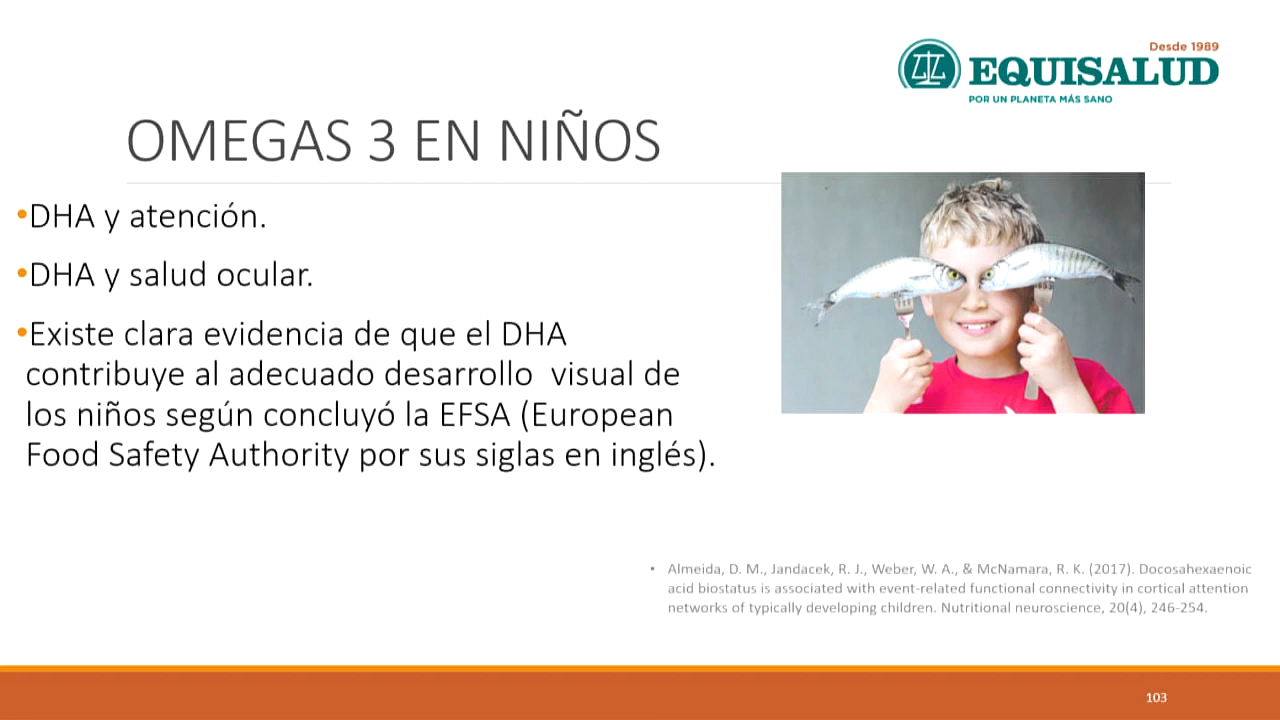 Desde 1989
EQUISALUD
POR UN PLANETA MÁS SANO
OMEGAS 3 EN NIÑOS
•DHA y atención.
•DHA y salud ocular.
•Existe clara evidencia de que el DHA
contribuye al adecuado desarrollo  visual de
los niños según concluyó la EFSA (European
Food Safety Authority por sus siglas en inglés).
• Almeida, D. M., Jandacek, R. J., Weber, W. A., & McNamara, R. K. (2017). Docosahexaenoic
acid biostatus is associated with event-related functional connectivity in cortical attention
networks of typically developing children. Nutritional neuroscience, 20(4), 246-254.
103